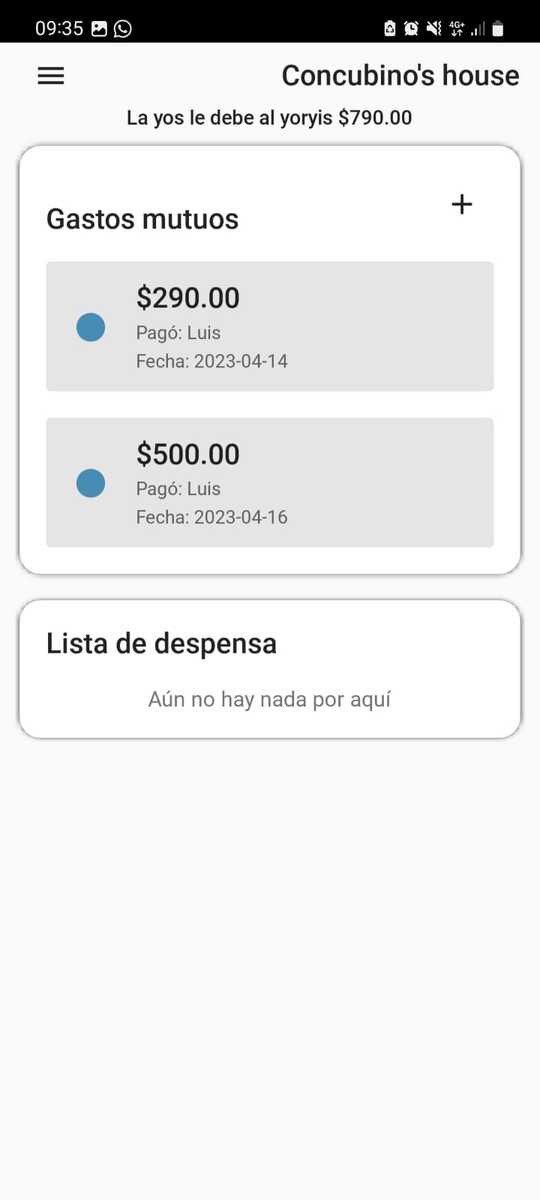 09:35
4G+
Concubino's house
La yos le debe al yoryis $790.00
Gastos mutuos
+
$290.00
Pagó: Luis
Fecha: 2023-04-14
$500.00
Pagó: Luis
Fecha: 2023-04-16
Lista de despensa
Aún no hay nada por aquí